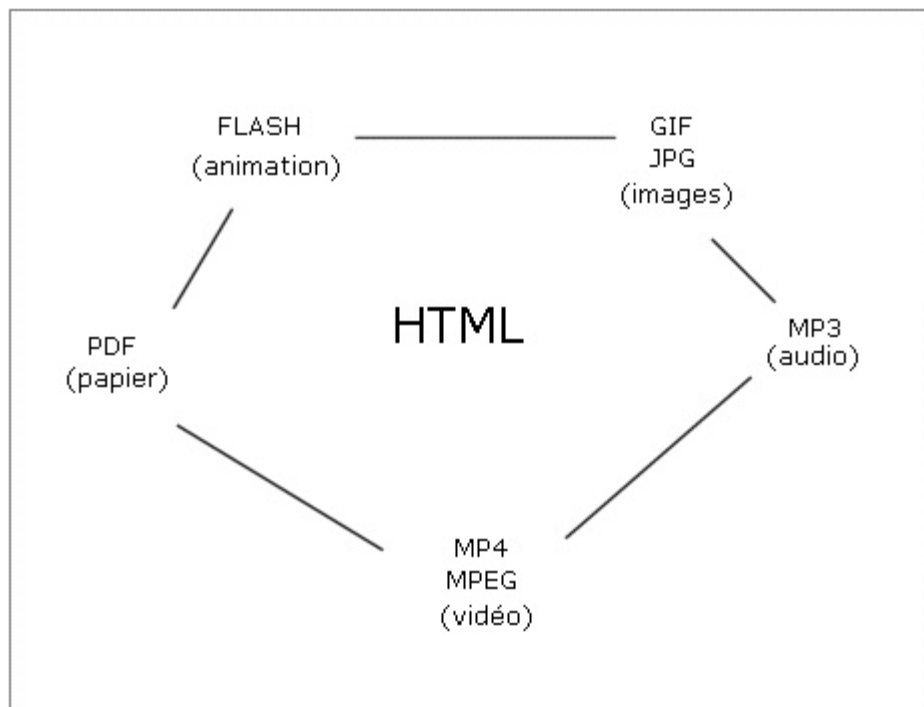 FLASH
(animation)
GIF
JPG
(images)
HTML
PDF
(papier)
MP3
(audio)
MP4
MPEG
(vidéo)